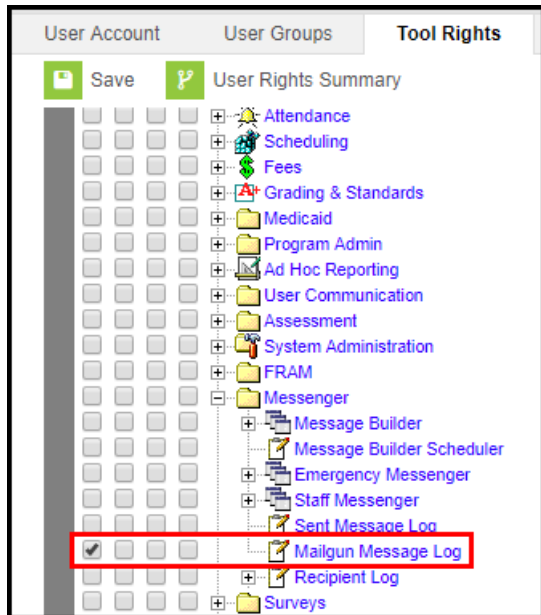 User Account User Groups Tool Rights
Save User Rights Summary
Attendance
Scheduling
Fees
Grading & Standards
Medicaid
Program Admin
Ad Hoc Reporting
User Communication
Assessment
System Administration
FRAM
Messenger
Message Builder
Message Builder Scheduler
Emergency Messenger
Staff Messenger
Sent Message Log
Mailgun Message Log
Recipient Log
Surveys